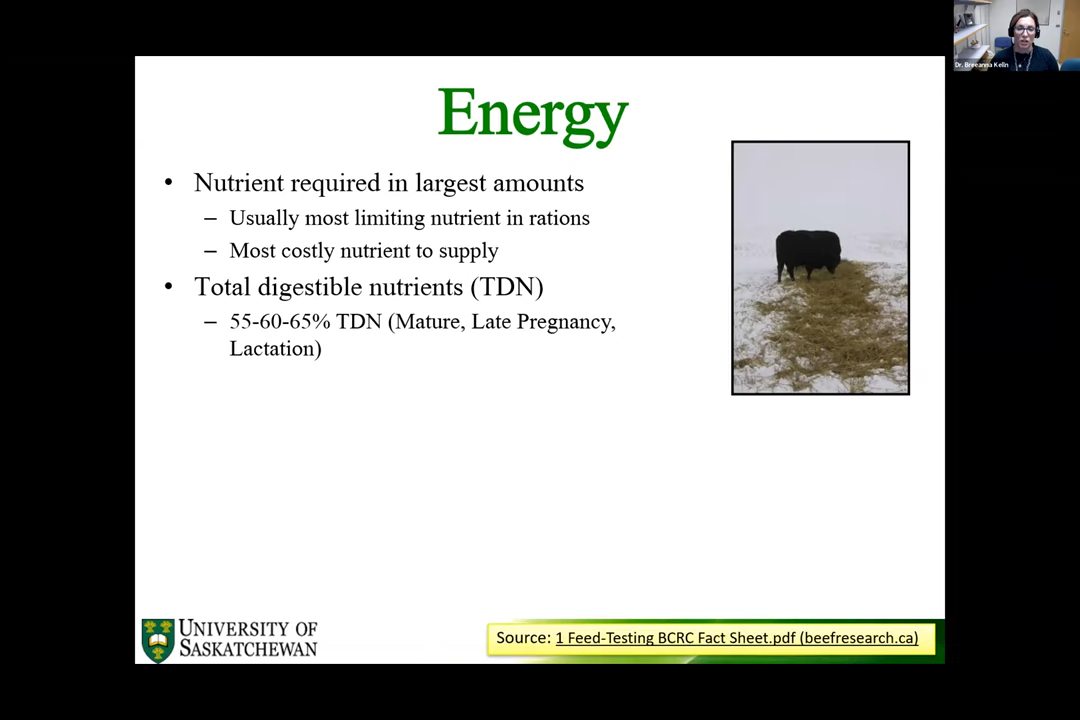 Energy
• Nutrient required in largest amounts
– Usually most limiting nutrient in rations
– Most costly nutrient to supply
• Total digestible nutrients (TDN)
– 55-60-65% TDN (Mature, Late Pregnancy,
Lactation)
UNIVERSITY OF
SASKATCHEWAN
Source: 1 Feed-Testing BCRC Fact Sheet.pdf (beefresearch.ca)
Dr. Breeanna Kelln